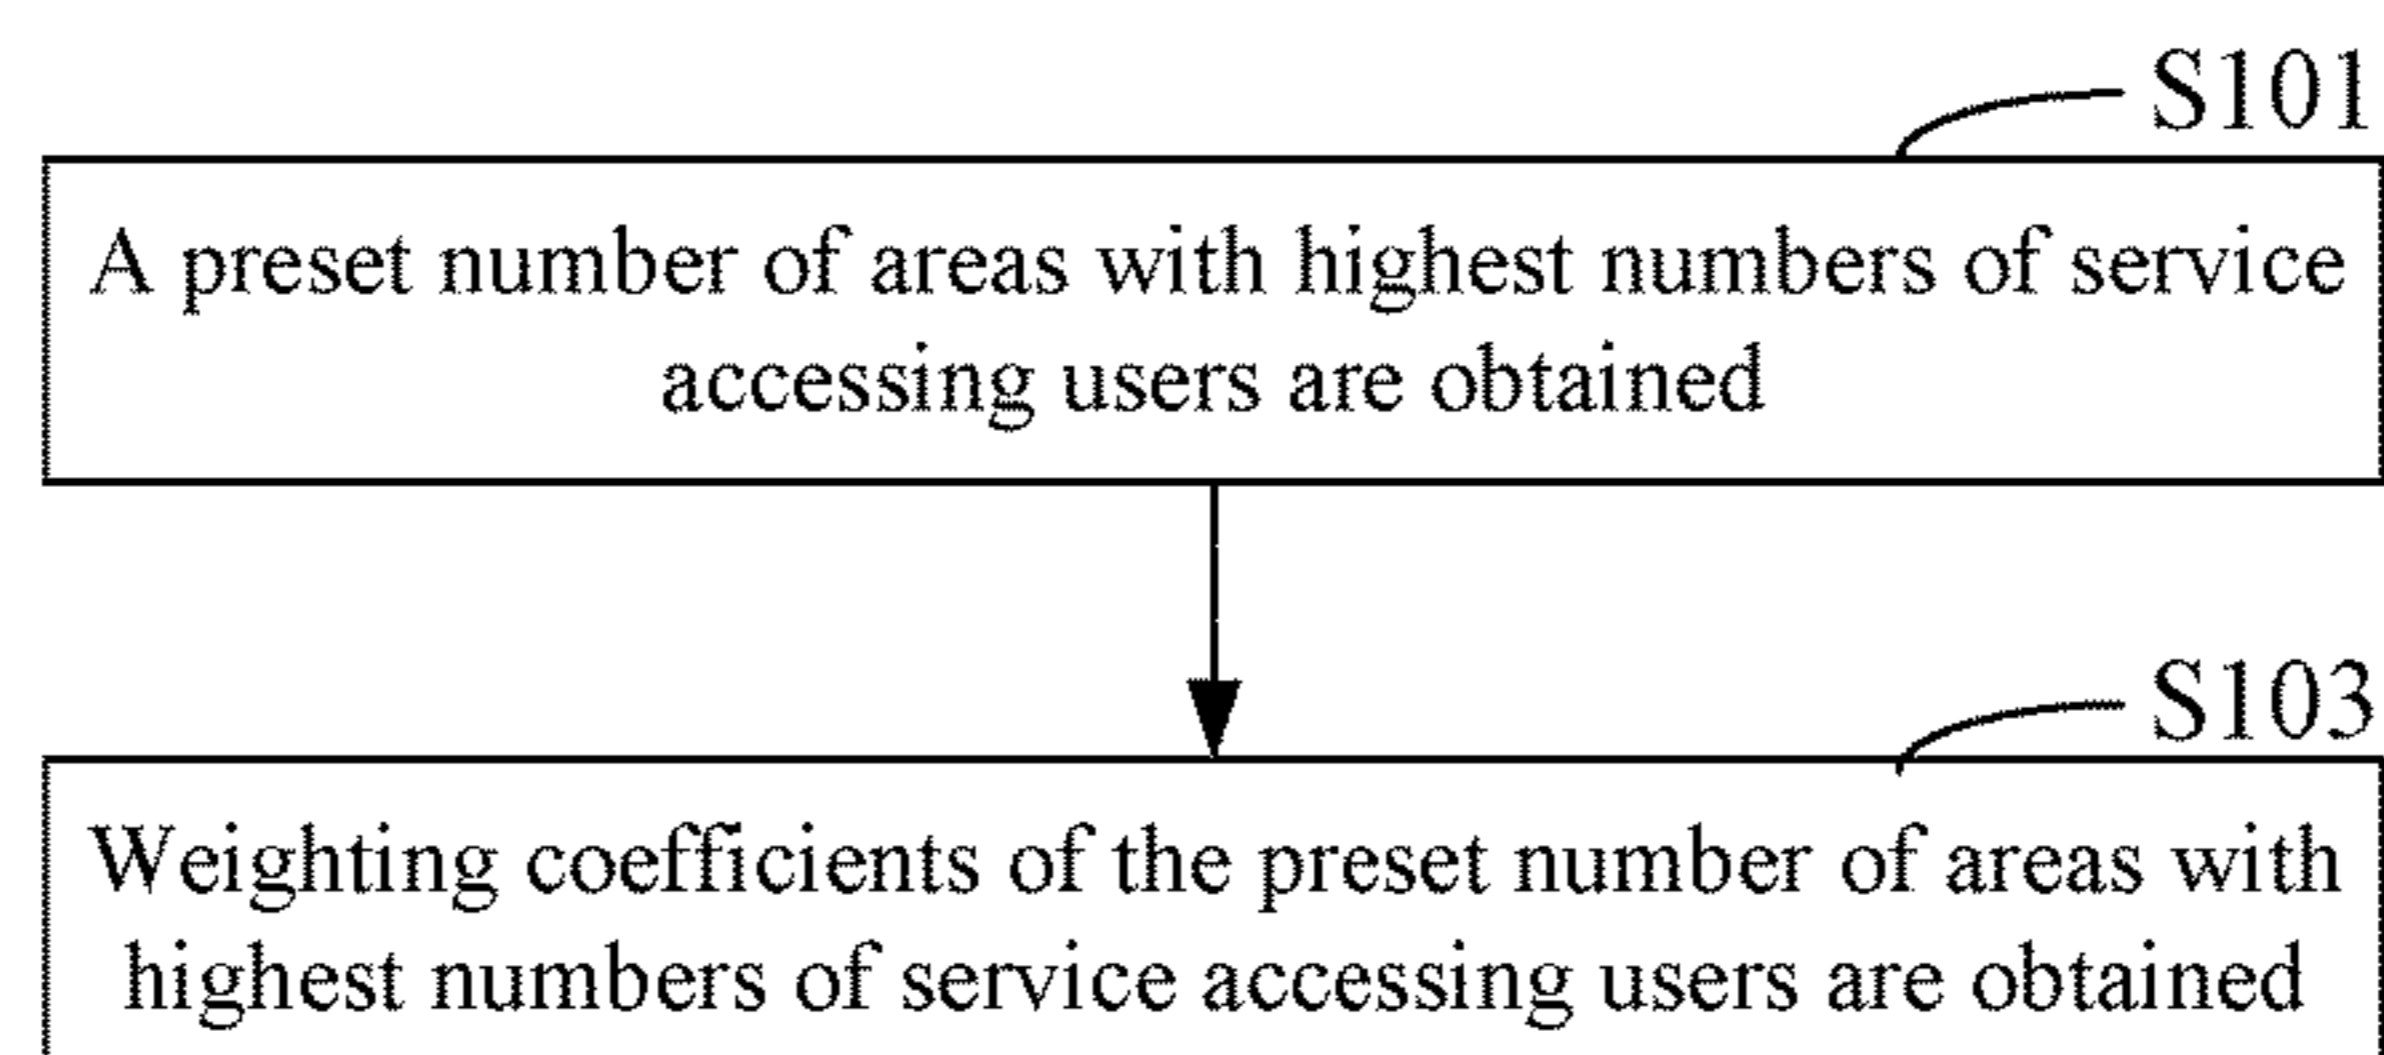 S101
A preset number of areas with highest numbers of service
accessing users are obtained
S103
Weighting coefficients of the preset number of areas with
highest numbers of service accessing users are obtained